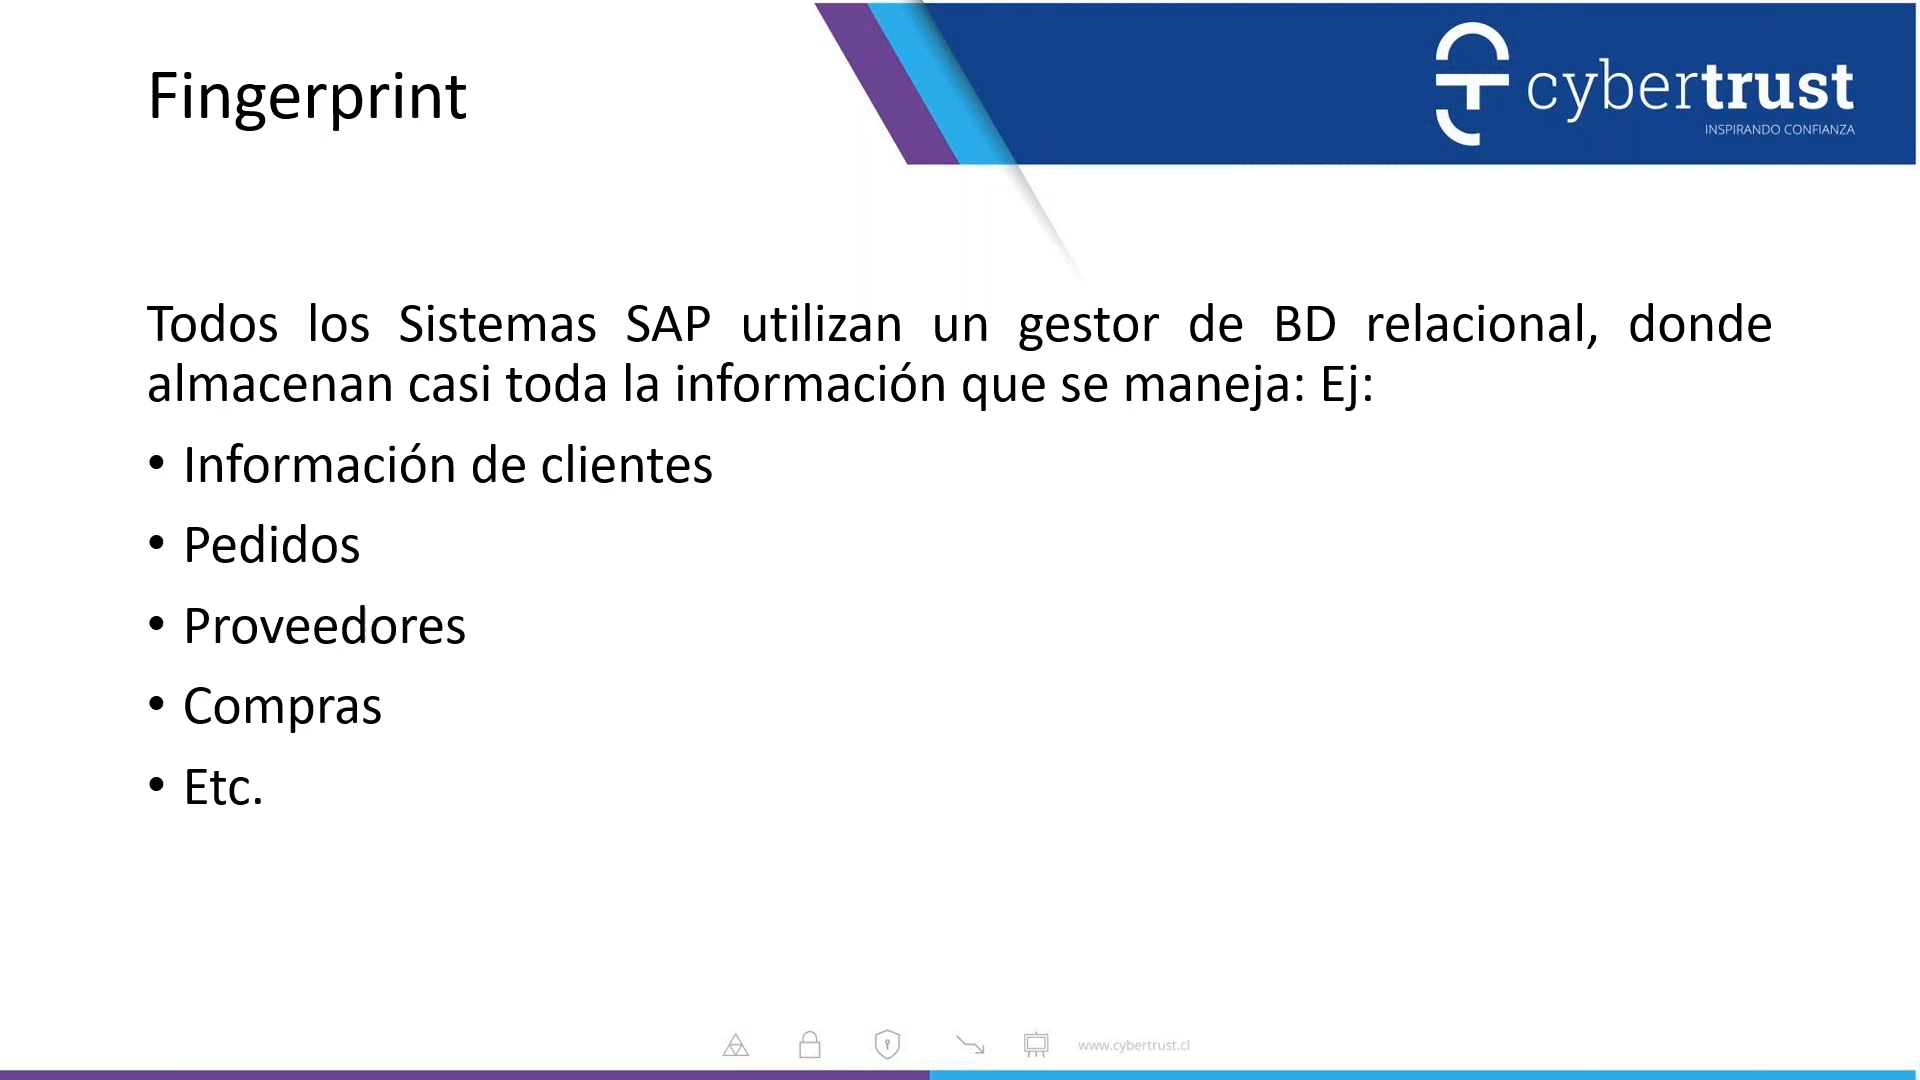 Fingerprint
cybertrust
INSPIRANDO CONFIANZA
Todos los Sistemas SAP utilizan un gestor de BD relacional, donde
almacenan casi toda la información que se maneja: Ej:
• Información de clientes
• Pedidos
• Proveedores
• Compras
• Etc.
www.cybertrust.cl